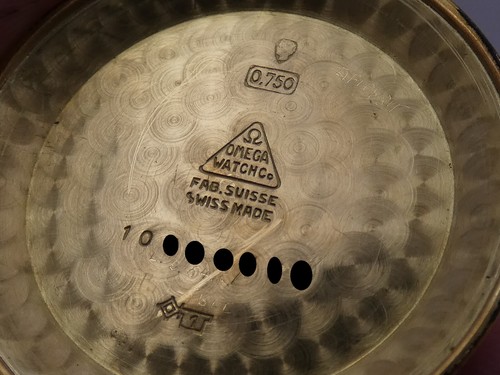 0.750
Ω
OMEGA
WATCH Co
FAB. SUISSE
SWISS MADE
10